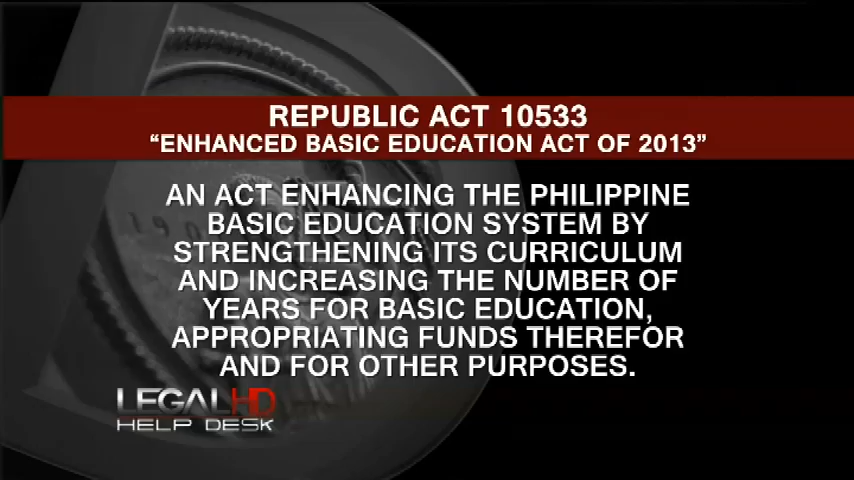 REPUBLIC ACT 10533
“ENHANCED BASIC EDUCATION ACT OF 2013”
AN ACT ENHANCING THE PHILIPPINE
BASIC EDUCATION SYSTEM BY
STRENGTHENING ITS CURRICULUM
AND INCREASING THE NUMBER OF
YEARS FOR BASIC EDUCATION,
APPROPRIATING FUNDS THEREFOR
AND FOR OTHER PURPOSES.
LEGALHD
HELP DESK